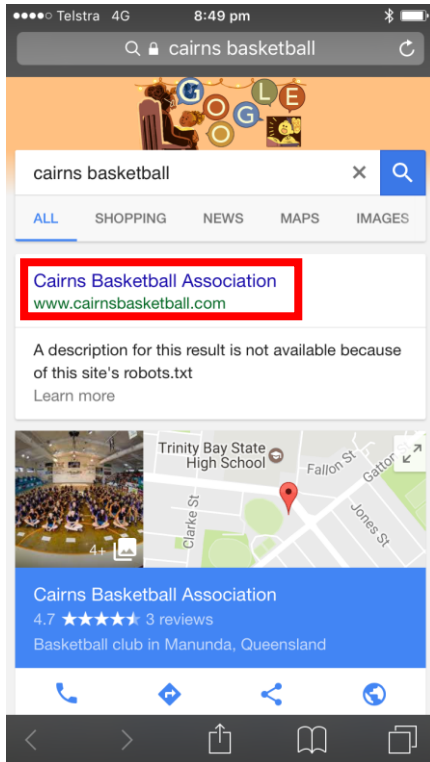 Telstra 4G 8:49 pm
cairns basketball
GOOGLE
cairns basketball
ALL SHOPPING NEWS MAPS IMAGES
Cairns Basketball Association
www.cairnsbasketball.com
A description for this result is not available because
of this site's robots.txt
Learn more
Trinity Bay State
High School
Fallon St
Gatton
Clarke St
Jones St
4+
Cairns Basketball Association
4.7 ★★★★★ 3 reviews
Basketball club in Manunda, Queensland